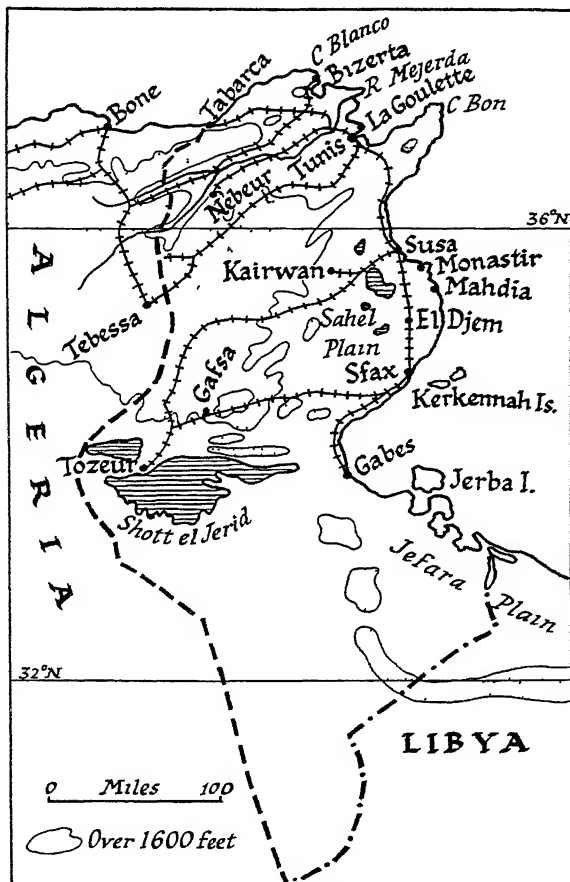 C Blanco
Bizerta
R. Mejerda
La Goulette
C Bon
Tabarca
Bone
Tunis
Nebeur
36°N
Susa
Monastir
Mahdia
Kairwan
El Djem
Sahel
Plain
Tebessa
Sfax
Gafsa
Kerkennah Is.
ALGERIA
Tozeur
Gabes
Jerba I.
Shott el Jerid
Jefara
Plain
32°N
LIBYA
0 Miles 100
Over 1600 feet